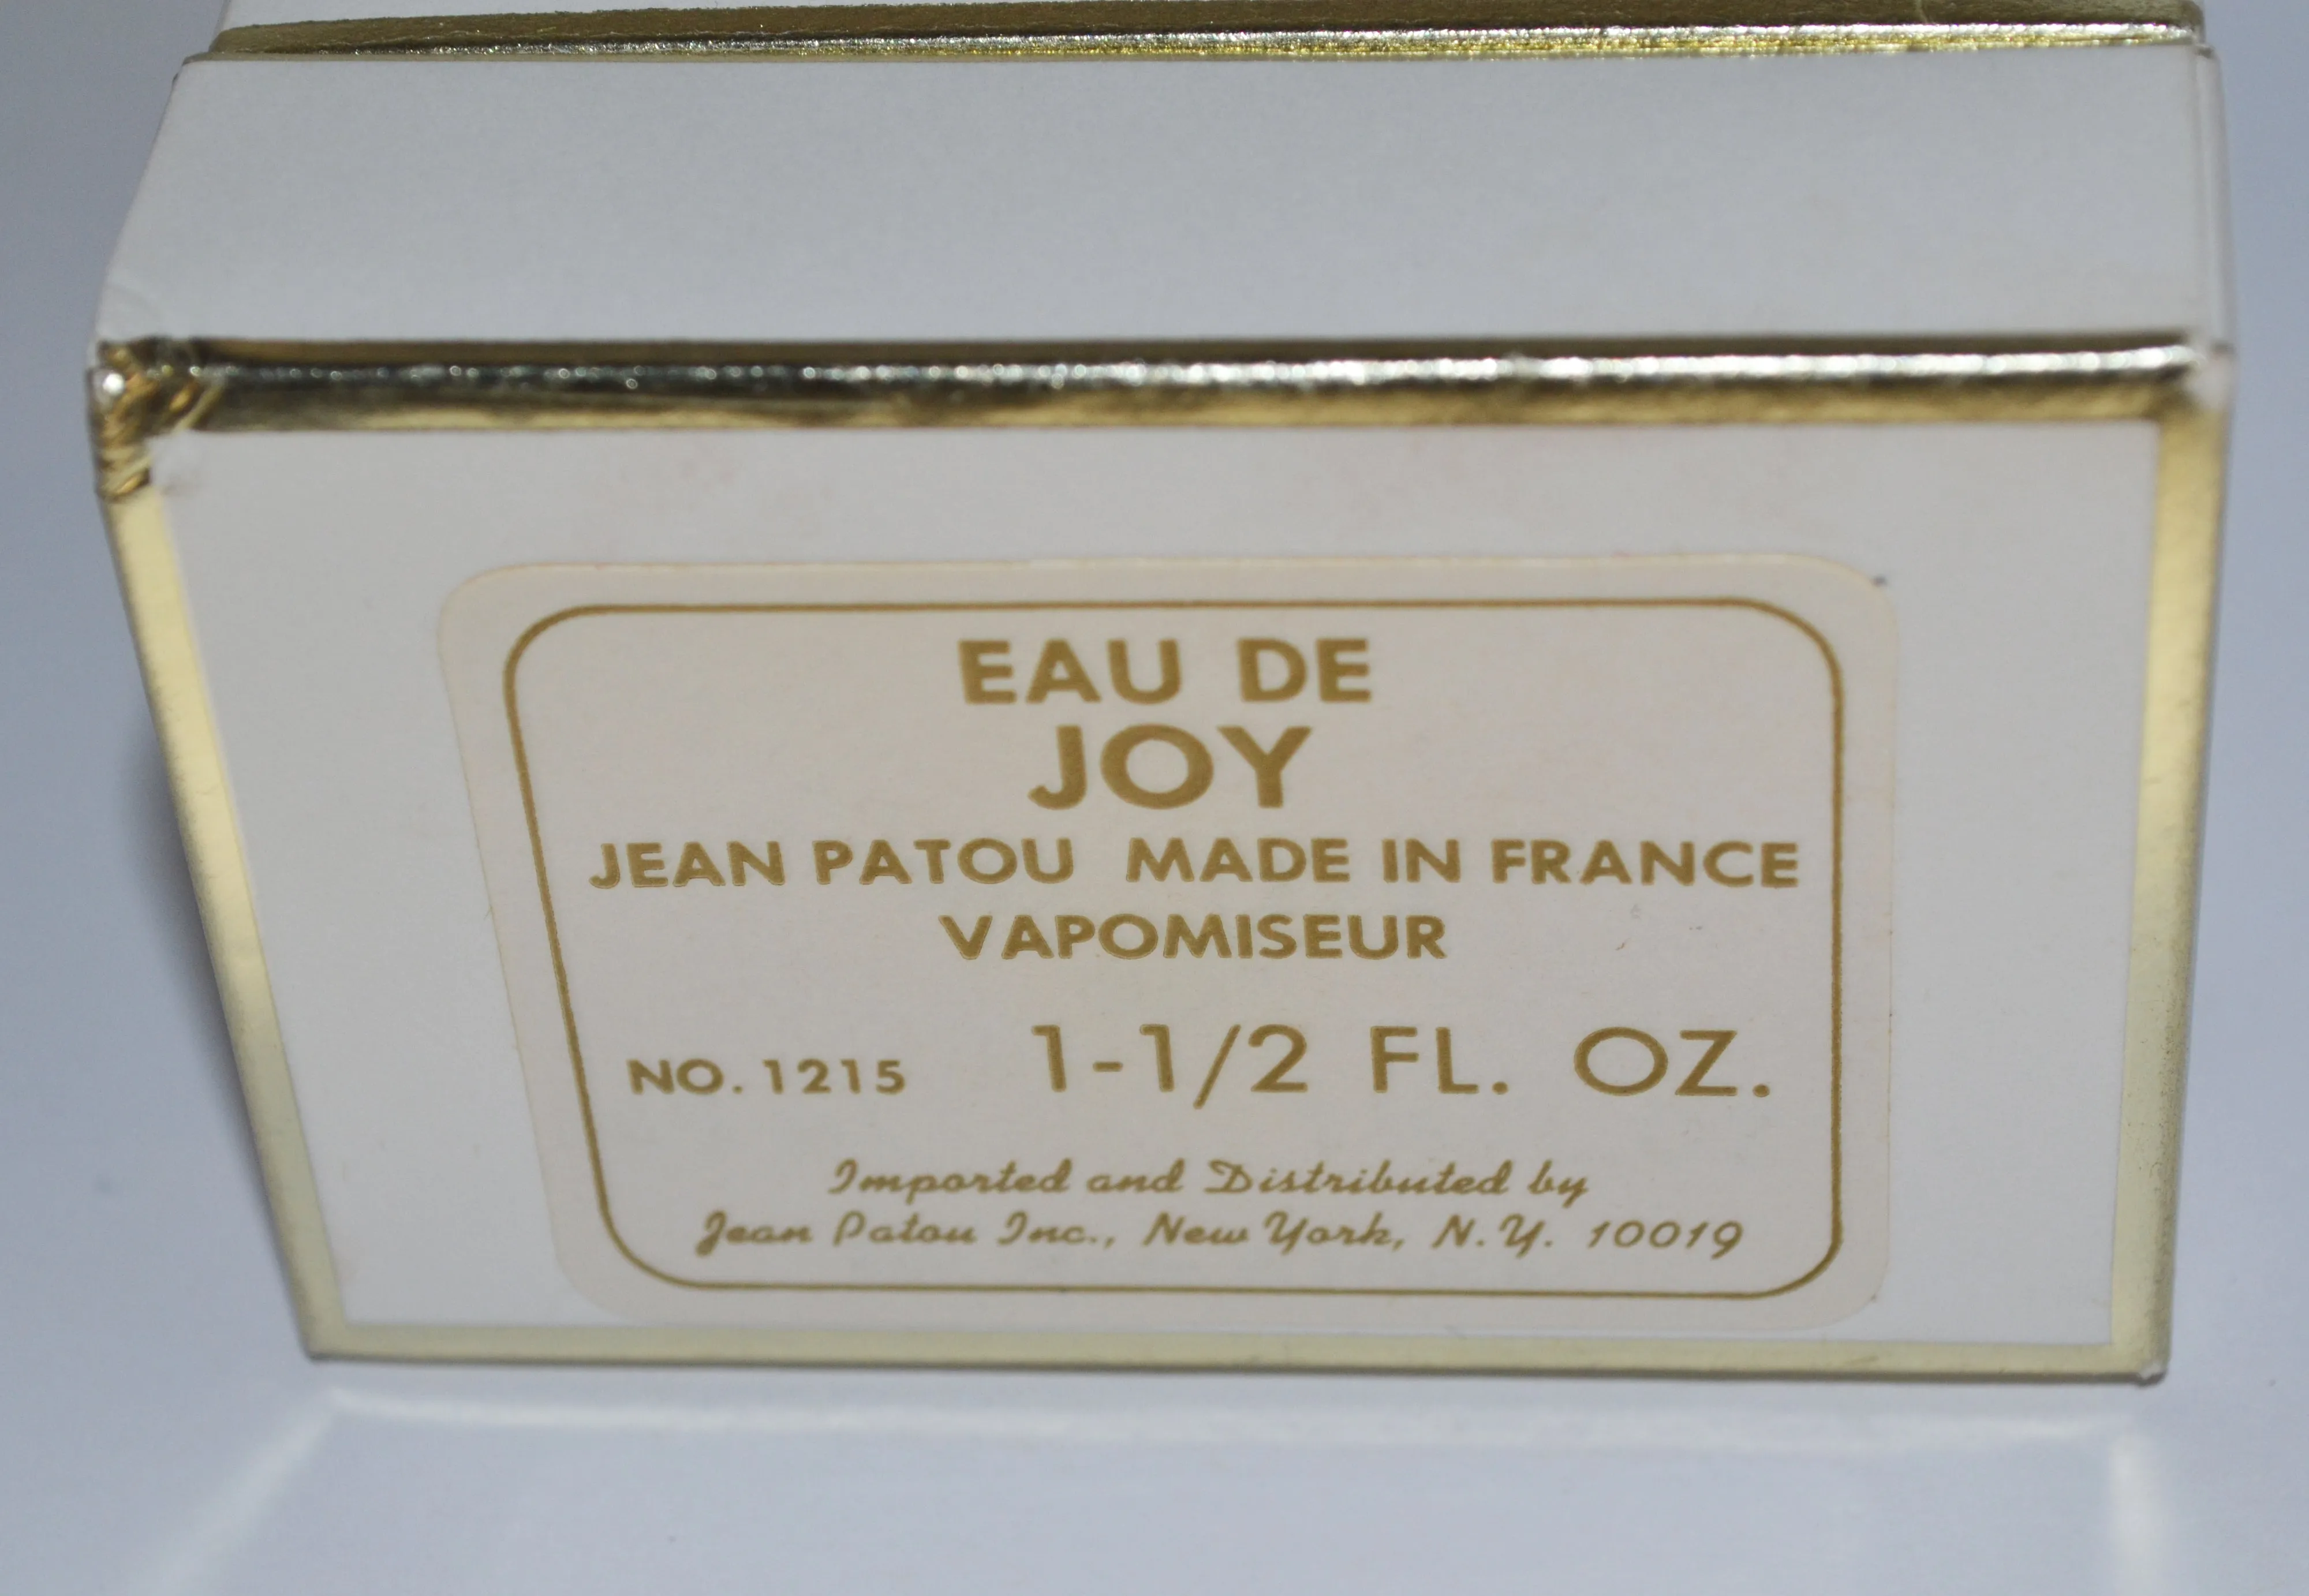 EAU DE
JOY
JEAN PATOU MADE IN FRANCE
VAPOMISEUR
NO. 1215 1-1/2 FL. OZ.
Imported and Distributed by
Jean Patou Inc., New York, N.Y. 10019